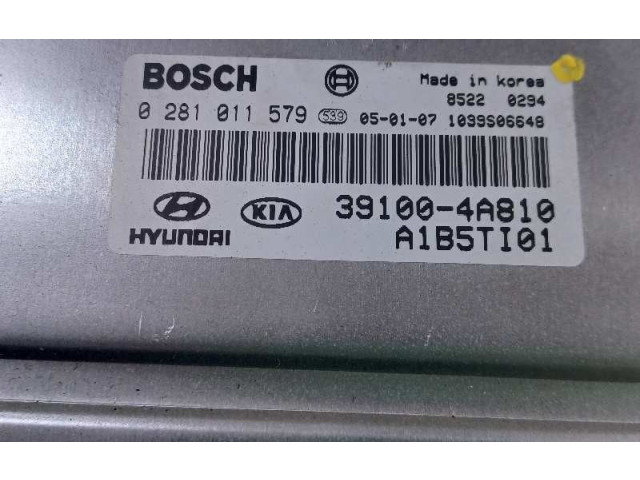 BOSCH Made in korea
8522 0294
0 281 011 579 539 05-01-07 1039S06648
HYUNDAI KIA 39100-4A810
A1B5TI01